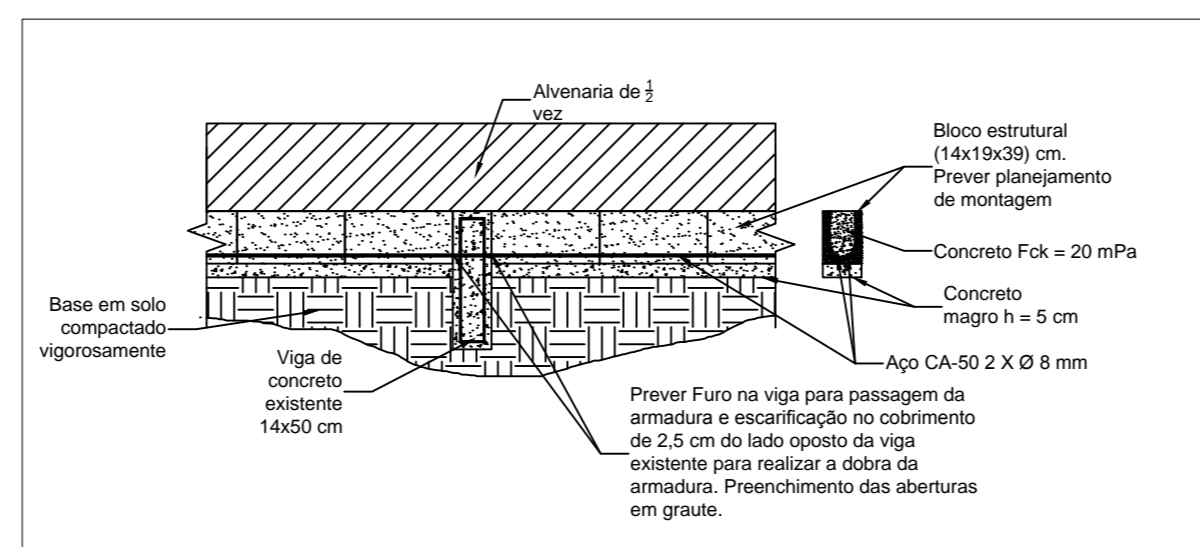 Alvenaria de 1/2
vez
Bloco estrutural
(14x19x39) cm.
Prever planejamento
de montagem
Concreto Fck = 20 mPa
Concreto
magro h = 5 cm
Aço CA-50 2 X Ø 8 mm
Base em solo
compactado
vigorosamente
Viga de
concreto
existente
14x50 cm
Prever Furo na viga para passagem da
armadura e escarificação no cobrimento
de 2,5 cm do lado oposto da viga
existente para realizar a dobra da
armadura. Preenchimento das aberturas
em graute.